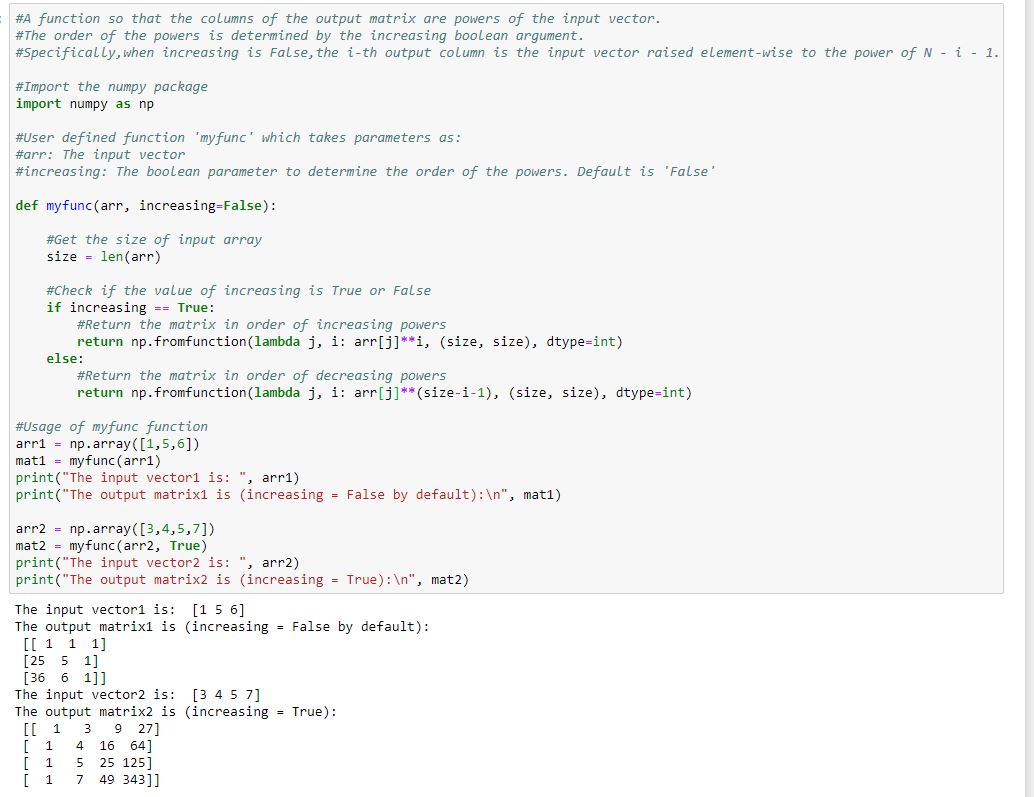 #A function so that the columns of the output matrix are powers of the input vector.
#The order of the powers is determined by the increasing boolean argument.
#Specifically,when increasing is False,the i-th output column is the input vector raised element-wise to the power of N - i - 1.
#Import the numpy package
import numpy as np
#User defined function 'myfunc' which takes parameters as:
#arr: The input vector
#increasing: The boolean parameter to determine the order of the powers. Default is 'False'
def myfunc(arr, increasing=False):
    #Get the size of input array
    size = len(arr)
    #Check if the value of increasing is True or False
    if increasing == True:
        #Return the matrix in order of increasing powers
        return np.fromfunction(lambda j, i: arr[j]**i, (size, size), dtype=int)
    else:
        #Return the matrix in order of decreasing powers
        return np.fromfunction(lambda j, i: arr[j]**(size-i-1), (size, size), dtype=int)
#Usage of myfunc function
arr1 = np.array([1,5,6])
mat1 = myfunc(arr1)
print("The input vector1 is: ", arr1)
print("The output matrix1 is (increasing = False by default):\n", mat1)
arr2 = np.array([3,4,5,7])
mat2 = myfunc(arr2, True)
print("The input vector2 is: ", arr2)
print("The output matrix2 is (increasing = True):\n", mat2)
The input vector1 is:  [1 5 6]
The output matrix1 is (increasing = False by default):
 [[ 1  1  1]
 [25  5  1]
 [36  6  1]]
The input vector2 is:  [3 4 5 7]
The output matrix2 is (increasing = True):
 [[  1   3   9  27]
 [  1   4  16  64]
 [  1   5  25 125]
 [  1   7  49 343]]